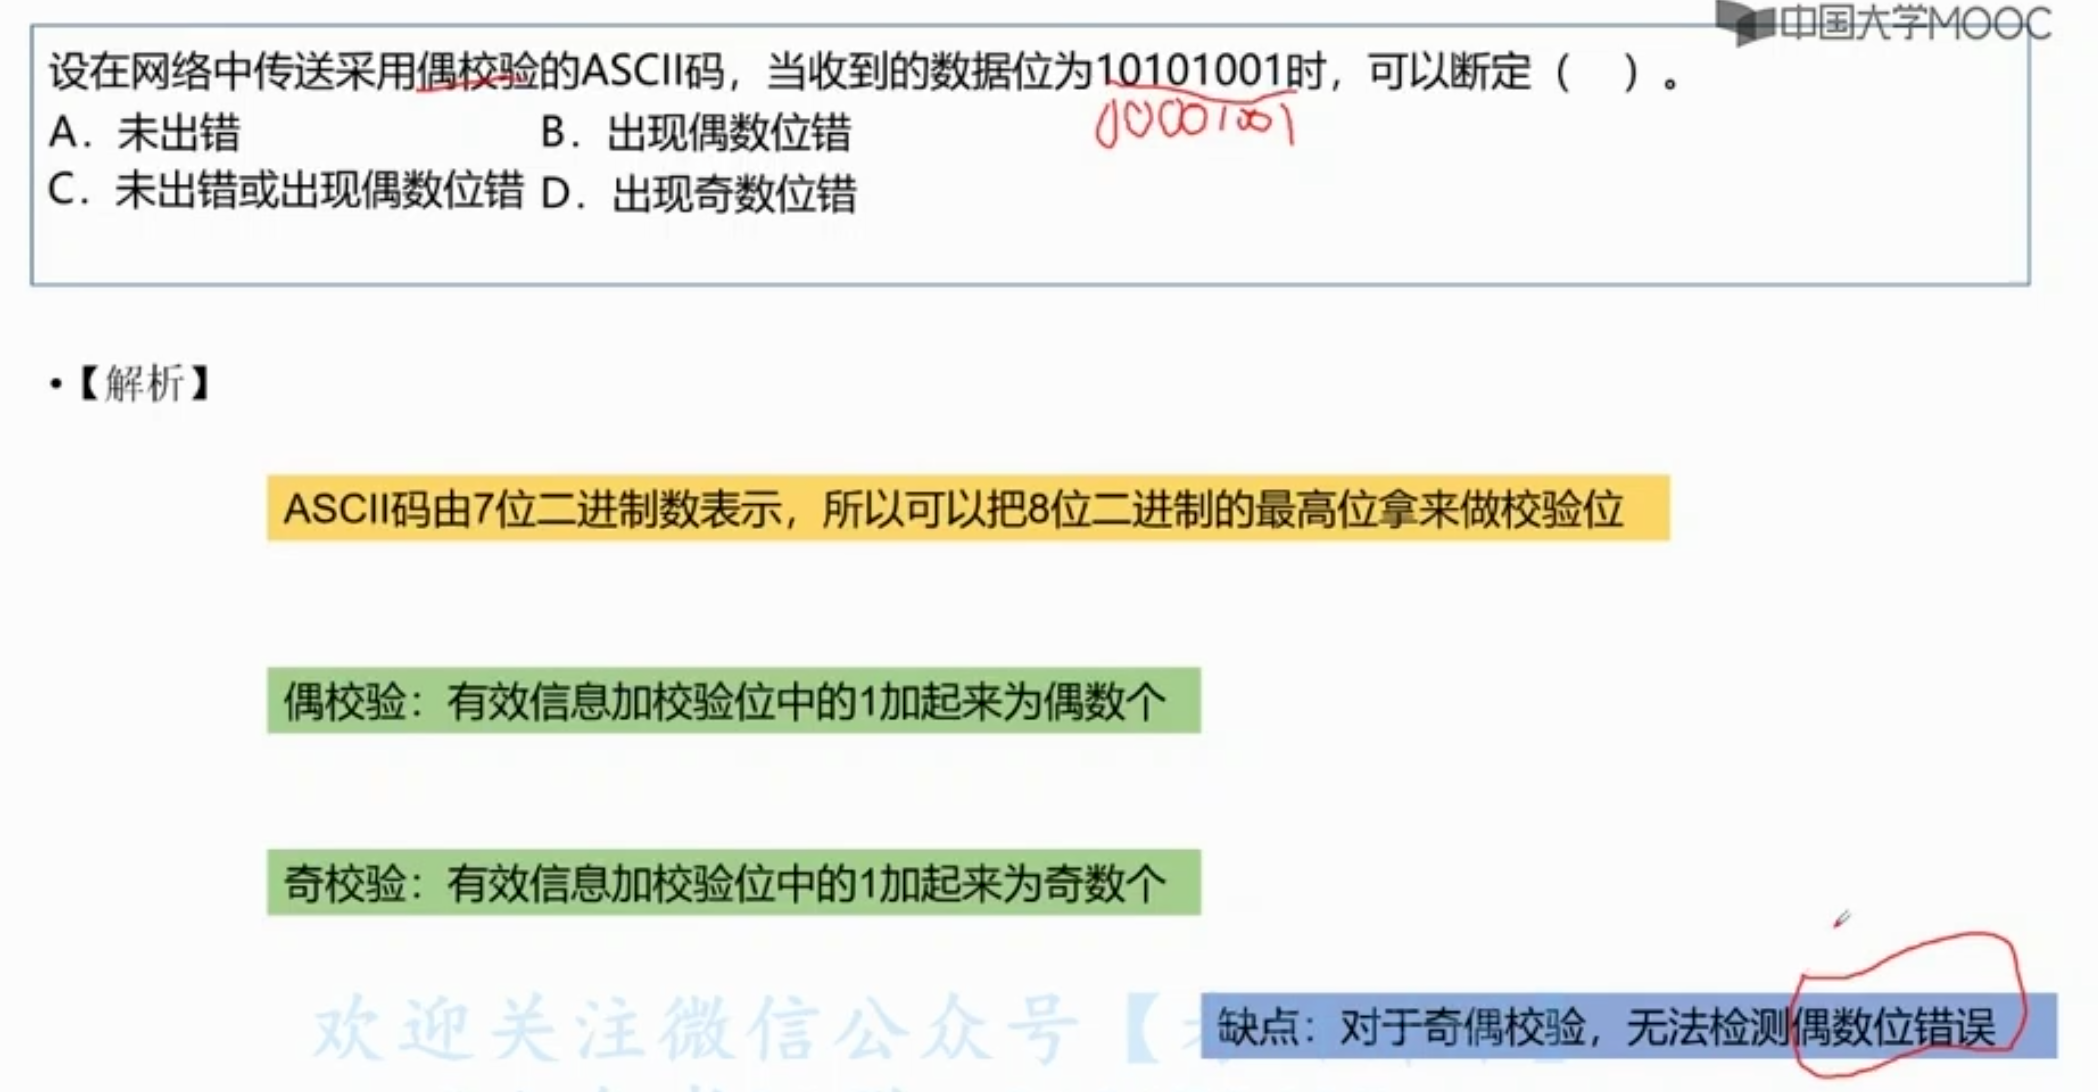 中国大学MOOC
设在网络中传送采用偶校验的ASCII码，当收到的数据位为10101001时，可以断定（　）。
A．未出错　B．出现偶数位错
C．未出错或出现偶数位错 D．出现奇数位错
•【解析】
ASCII码由7位二进制数表示，所以可以把8位二进制的最高位拿来做校验位
偶校验：有效信息加校验位中的1加起来为偶数个
奇校验：有效信息加校验位中的1加起来为奇数个
欢迎关注微信公众号【
缺点：对于奇偶校验，无法检测偶数位错误